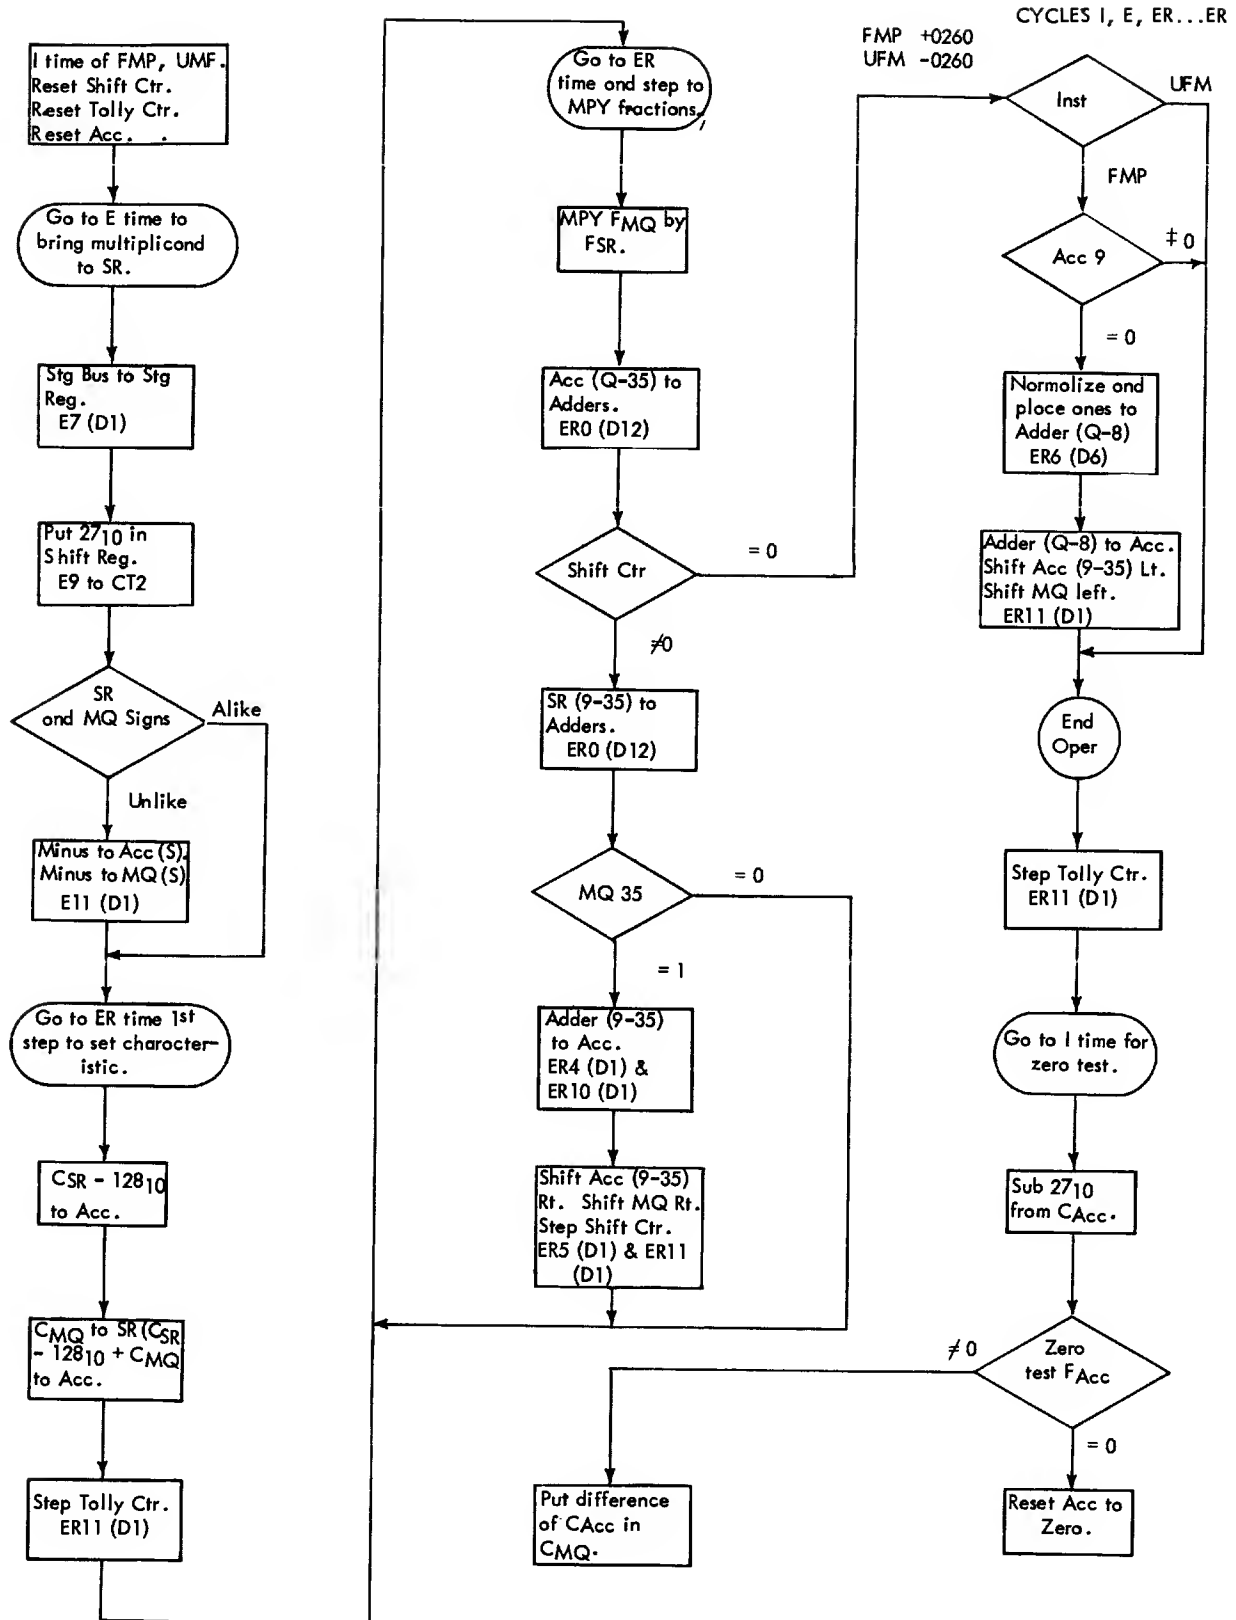 CYCLES I, E, ER...ER
FMP +0260
UFM -0260
I time of FMP, UMF.
Reset Shift Ctr.
Reset Tolly Ctr.
Reset Acc. .
Go to E time to
bring multiplicond
to SR.
Stg Bus to Stg
Reg.
E7 (D1)
Put 27₁₀ in
Shift Reg.
E9 to CT2
SR
ond MQ Signs
Alike
Unlike
Minus to Acc (S).
Minus to MQ (S)
E11 (D1)
Go to ER time 1st
step to set charocter-
istic.
CSR - 128₁₀
to Acc.
CMQ to SR (CSR
- 128₁₀ + CMQ
to Acc.
Step Tolly Ctr.
ER11 (D1)
Go to ER
time ond step to
MPY froctions.
MPY FMQ by
FSR.
Acc (Q-35) to
Adders.
ER0 (D12)
Shift Ctr
= 0
≠0
SR (9-35) to
Adders.
ER0 (D12)
MQ 35
= 0
= 1
Adder (9-35)
to Acc.
ER4 (D1) &
ER10 (D1)
Shift Acc (9-35)
Rt. Shift MQ Rt.
Step Shift Ctr.
ER5 (D1) & ER11
(D1)
Inst
UFM
FMP
Acc 9
‡ 0
= 0
Normolize ond
ploce ones to
Adder (Q-8)
ER6 (D6)
Adder (Q-8) to Acc.
Shift Acc (9-35) Lt.
Shift MQ left.
ER11 (D1)
End
Oper
Step Tolly Ctr.
ER11 (D1)
Go to I time for
zero test.
Sub 27₁₀
from CAcc.
Zero
test FAcc
≠ 0
= 0
Put difference
of CAcc in
CMQ.
Reset Acc to
Zero.